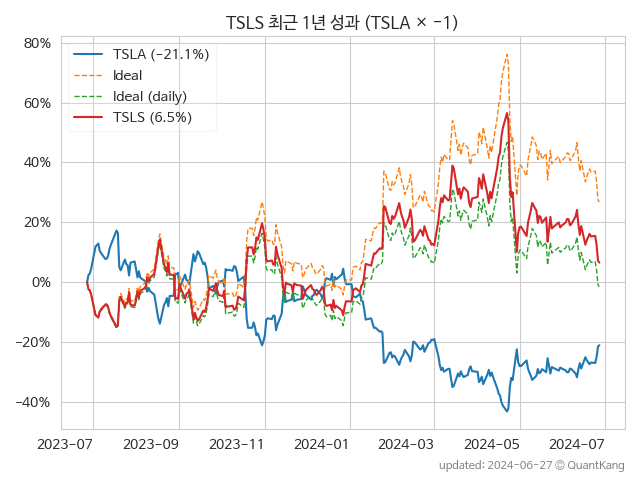 TSLS 최근 1년 성과 (TSLA × −1)
80%
60%
40%
20%
0%
−20%
−40%
TSLA (−21.1%)
Ideal
Ideal (daily)
TSLS (6.5%)
2023-07
2023-09
2023-11
2024-01
2024-03
2024-05
2024-07
updated: 2024-06-27 ⓒ QuantKang